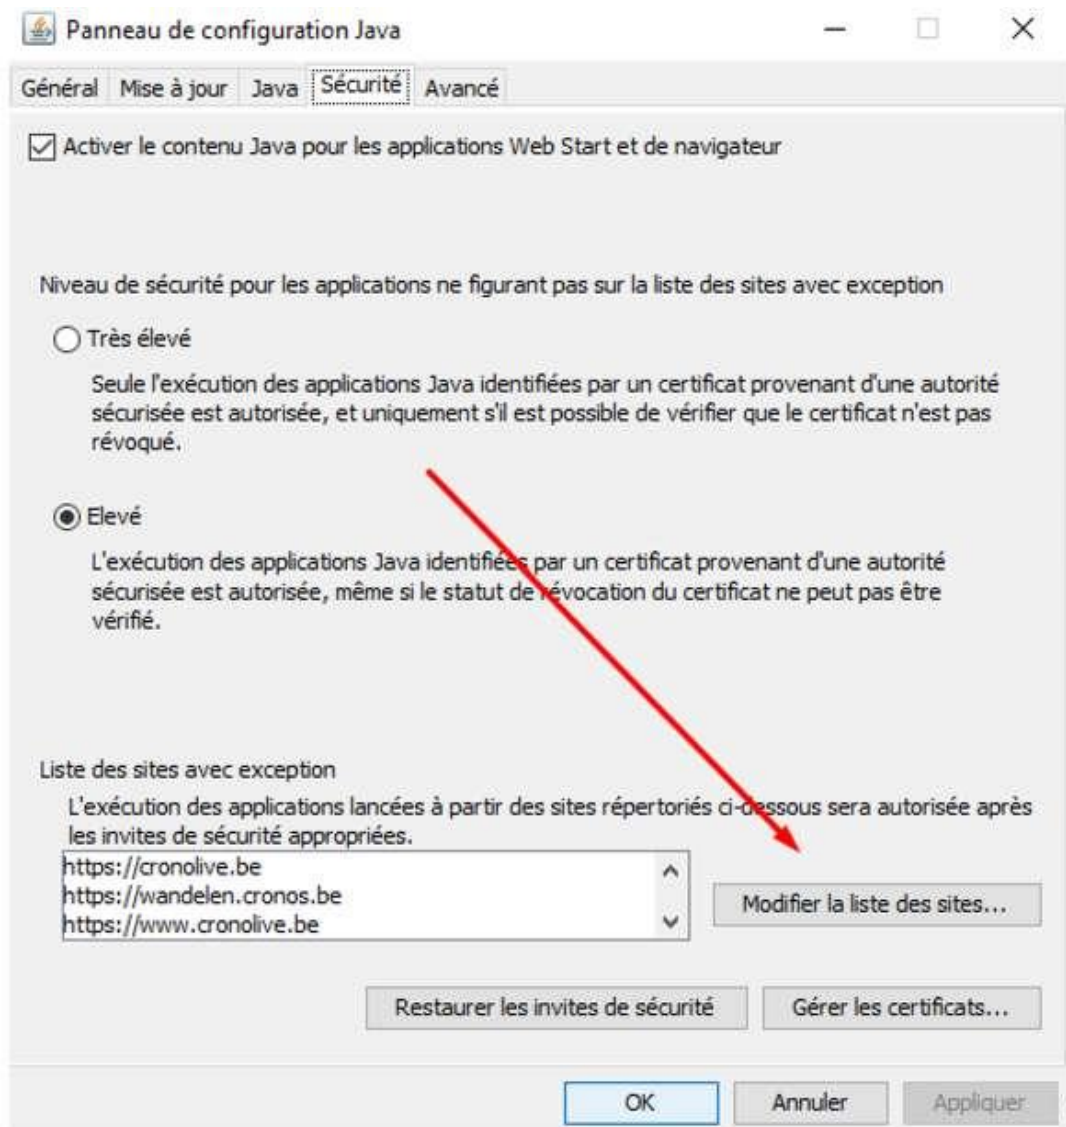 Panneau de configuration Java
Général Mise à jour Java Sécurité Avancé
Activer le contenu Java pour les applications Web Start et de navigateur
Niveau de sécurité pour les applications ne figurant pas sur la liste des sites avec exception
Très élevé
Seule l'exécution des applications Java identifiées par un certificat provenant d'une autorité
sécurisée est autorisée, et uniquement s'il est possible de vérifier que le certificat n'est pas
révoqué.
Elevé
L'exécution des applications Java identifiées par un certificat provenant d'une autorité
sécurisée est autorisée, même si le statut de révocation du certificat ne peut pas être
vérifié.
Liste des sites avec exception
L'exécution des applications lancées à partir des sites répertoriés ci-dessous sera autorisée après
les invites de sécurité appropriées.
https://cronolive.be
https://wandelen.cronos.be
https://www.cronolive.be
Modifier la liste des sites...
Restaurer les invites de sécurité Gérer les certificats...
OK Annuler Appliquer